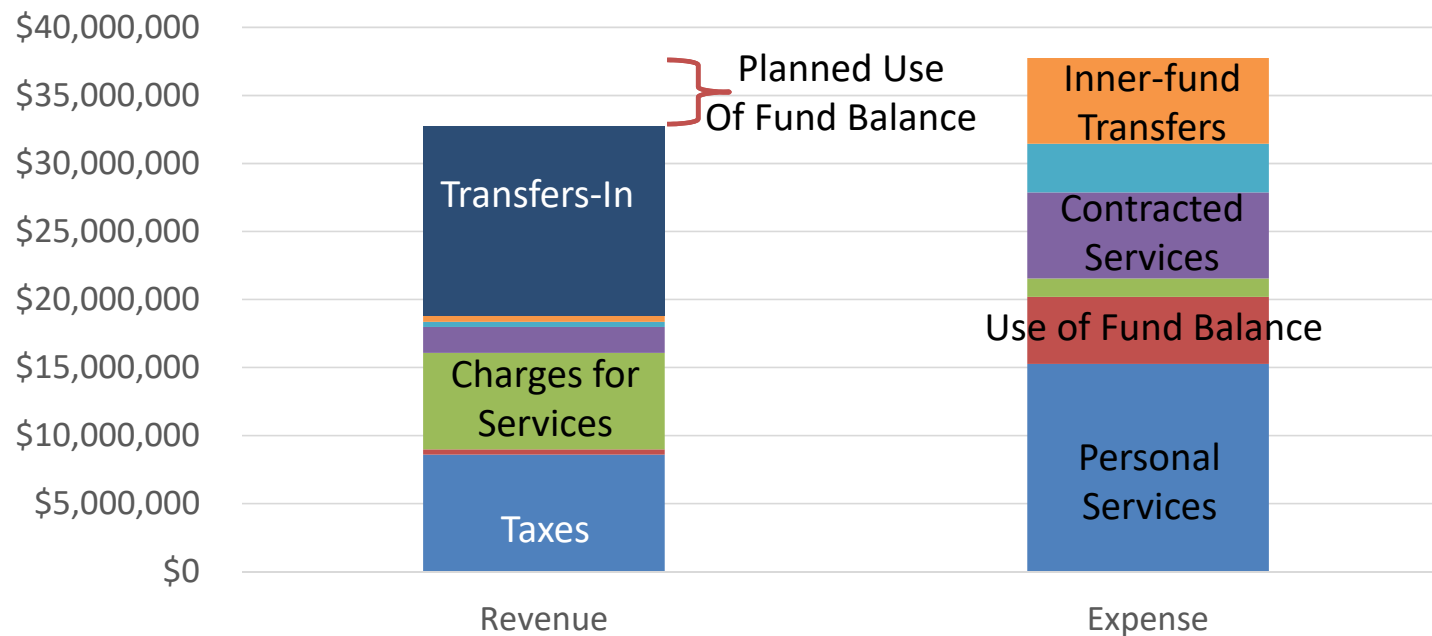 $40,000,000
$35,000,000
$30,000,000
$25,000,000
$20,000,000
$15,000,000
$10,000,000
$5,000,000
$0
Planned Use
Of Fund Balance
Transfers-In
Charges for
Services
Taxes
Inner-fund
Transfers
Contracted
Services
Use of Fund Balance
Personal
Services
Revenue
Expense